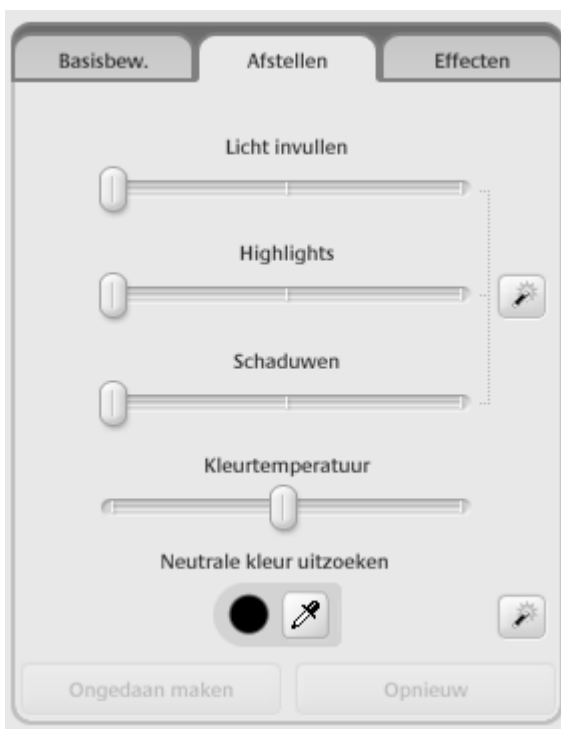 Basisbew. Afstellen Effecten
Licht invullen
Highlights
Schaduwen
Kleurtemperatuur
Neutrale kleur uitzoeken
Ongedaan maken Opnieuw